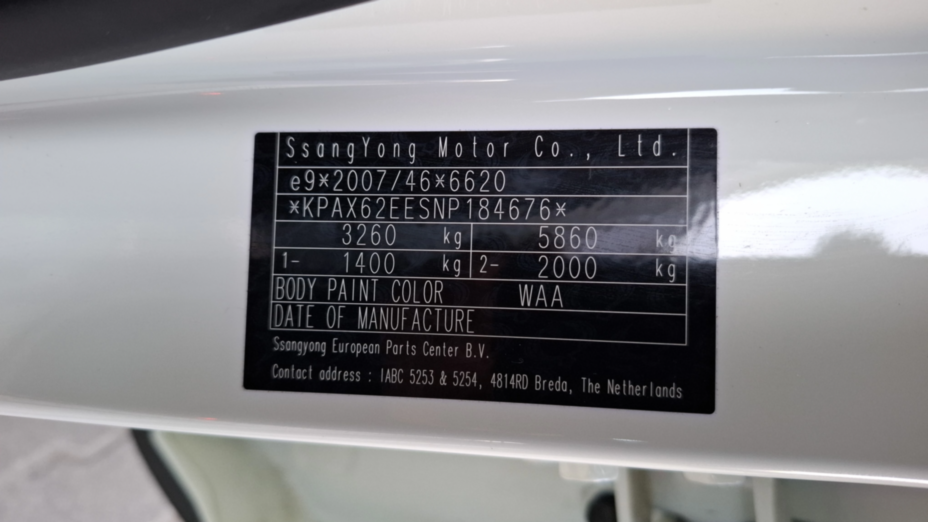 SsangYong Motor Co., Ltd.
e9*2007/46*6620
*KPAX62EESNP184676*
3260 kg 5860 kg
1- 1400 kg 2- 2000 kg
BODY PAINT COLOR WAA
DATE OF MANUFACTURE
Ssangyong European Parts Center B.V.
Contact address : IABC 5253 & 5254, 4814RD Breda, The Netherlands